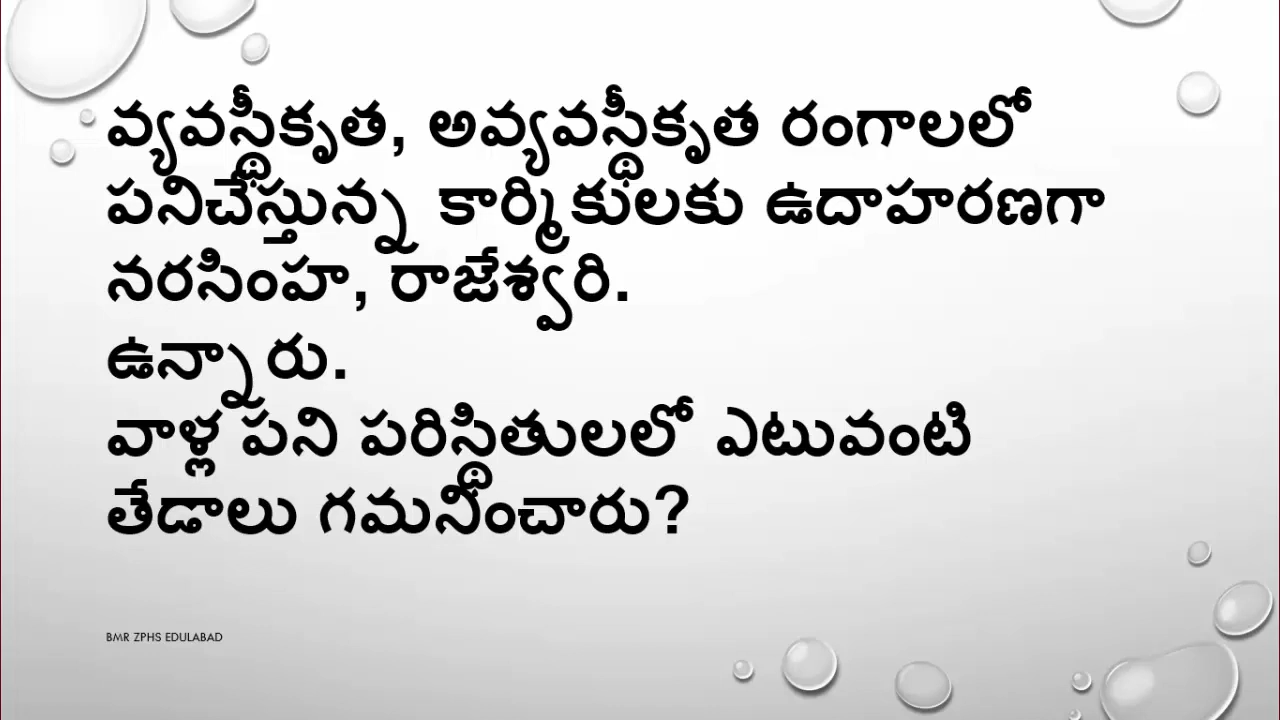 వ్యవస్థీకృత, అవ్యవస్థీకృత రంగాలలో
పనిచేస్తున్న కార్మికులకు ఉదాహరణగా
నరసింహ, రాజేశ్వరి.
ఉన్నారు.
వాళ్ల పని పరిస్థితులలో ఎటువంటి
తేడాలు గమనించారు?
BMR ZPHS EDULABAD